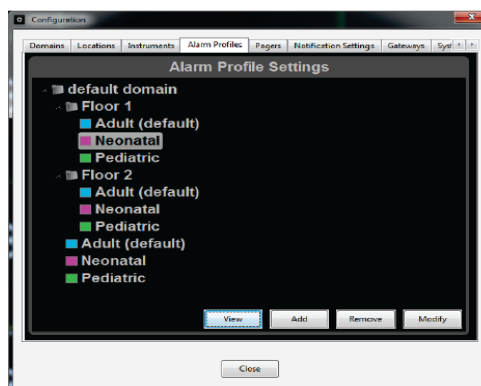 Configuration
Domains Locations Instruments Alarm Profiles Pagers Notification Settings Gateways Syst
Alarm Profile Settings
default domain
Floor 1
Adult (default)
Neonatal
Pediatric
Floor 2
Adult (default)
Neonatal
Pediatric
Adult (default)
Neonatal
Pediatric
View Add Remove Modify
Close